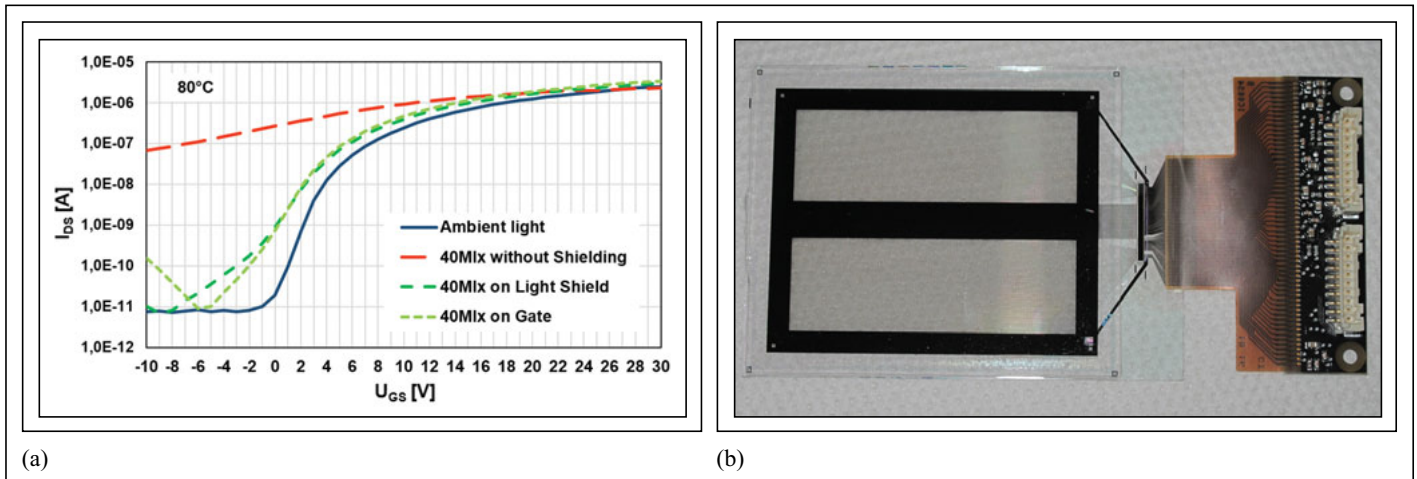 1,0E-05
1,0E-06
1,0E-07
1,0E-08
1,0E-09
1,0E-10
1,0E-11
1,0E-12
I_DS [A]
80°C
Ambient light
40Mlx without Shielding
40Mlx on Light Shield
40Mlx on Gate
-10 -8 -6 -4 -2 0 2 4 6 8 10 12 14 16 18 20 22 24 26 28 30
U_GS [V]
(a)
(b)